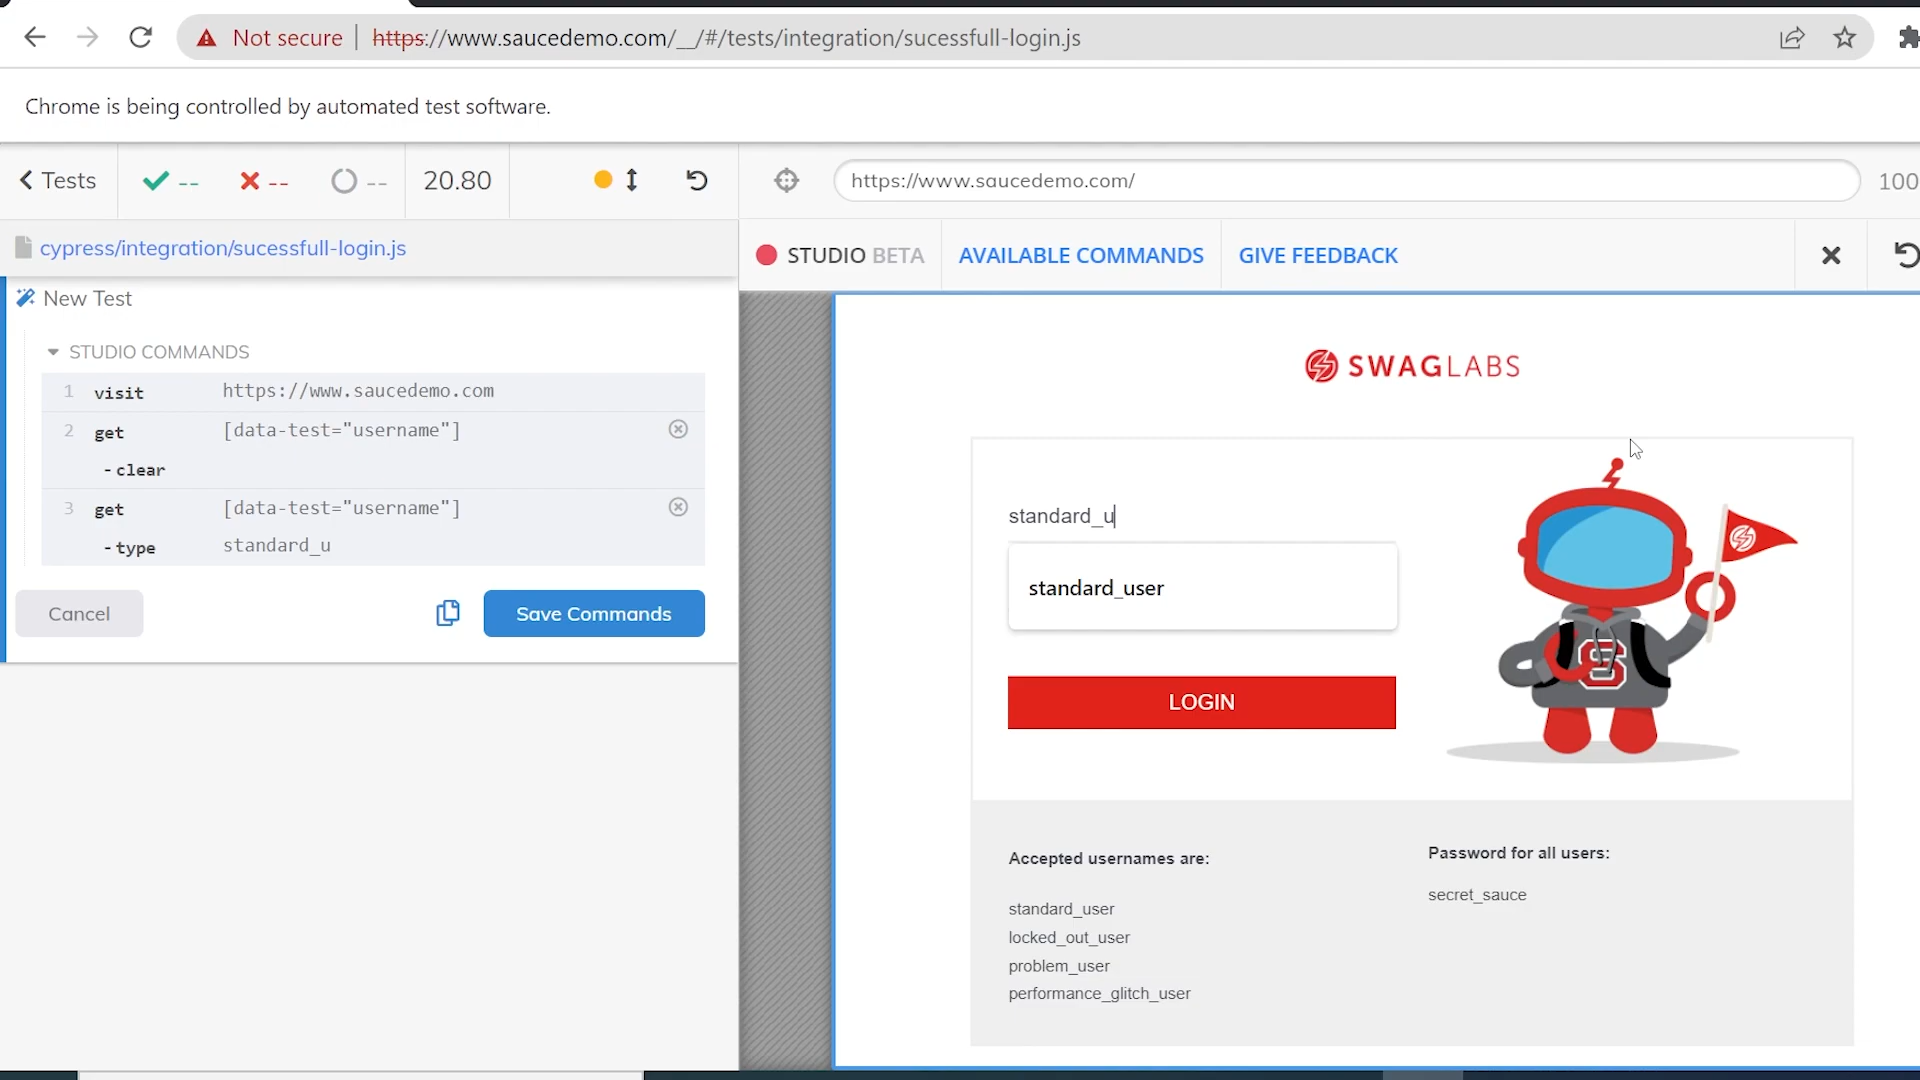 Not secure | https://www.saucedemo.com/__/#/tests/integration/sucessfull-login.js
Chrome is being controlled by automated test software.
Tests -- -- -- 20.80
https://www.saucedemo.com/ 100
cypress/integration/sucessfull-login.js
STUDIO BETA AVAILABLE COMMANDS GIVE FEEDBACK
New Test
STUDIO COMMANDS
1 visit https://www.saucedemo.com
2 get [data-test="username"]
- clear
3 get [data-test="username"]
- type standard_u
Cancel Save Commands
SWAGLABS
standard_u
standard_user
LOGIN
S
Accepted usernames are:
standard_user
locked_out_user
problem_user
performance_glitch_user
Password for all users:
secret_sauce